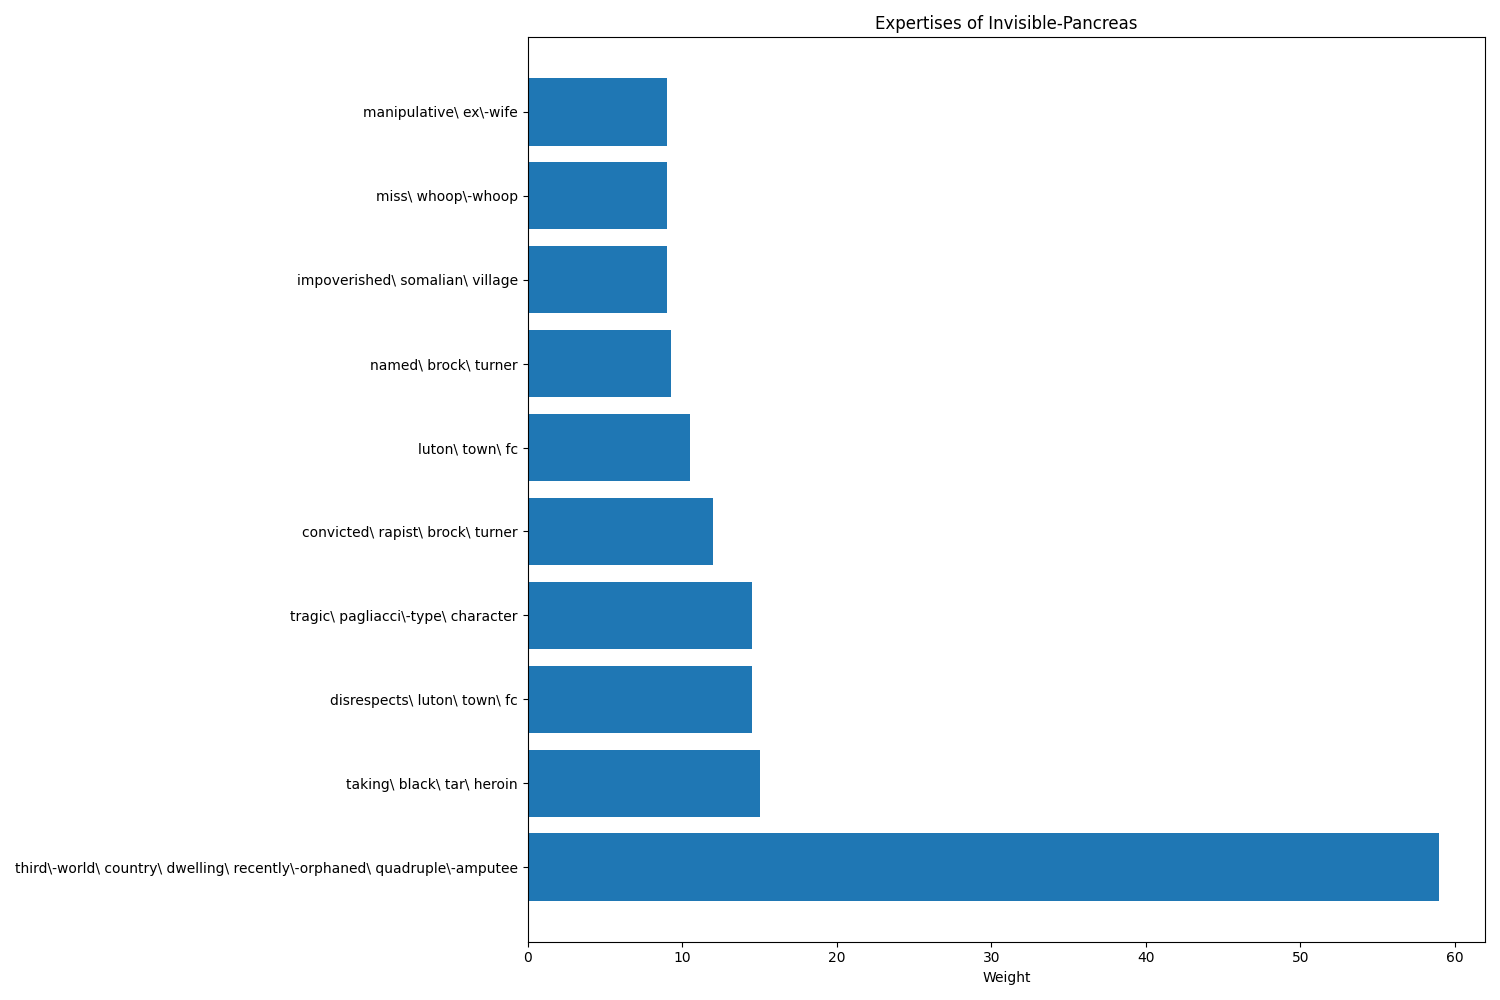 Expertises of Invisible-Pancreas
manipulative\ ex\-wife
miss\ whoop\-whoop
impoverished\ somalian\ village
named\ brock\ turner
luton\ town\ fc
convicted\ rapist\ brock\ turner
tragic\ pagliacci\-type\ character
disrespects\ luton\ town\ fc
taking\ black\ tar\ heroin
third\-world\ country\ dwelling\ recently\-orphaned\ quadruple\-amputee
0 10 20 30 40 50 60
Weight